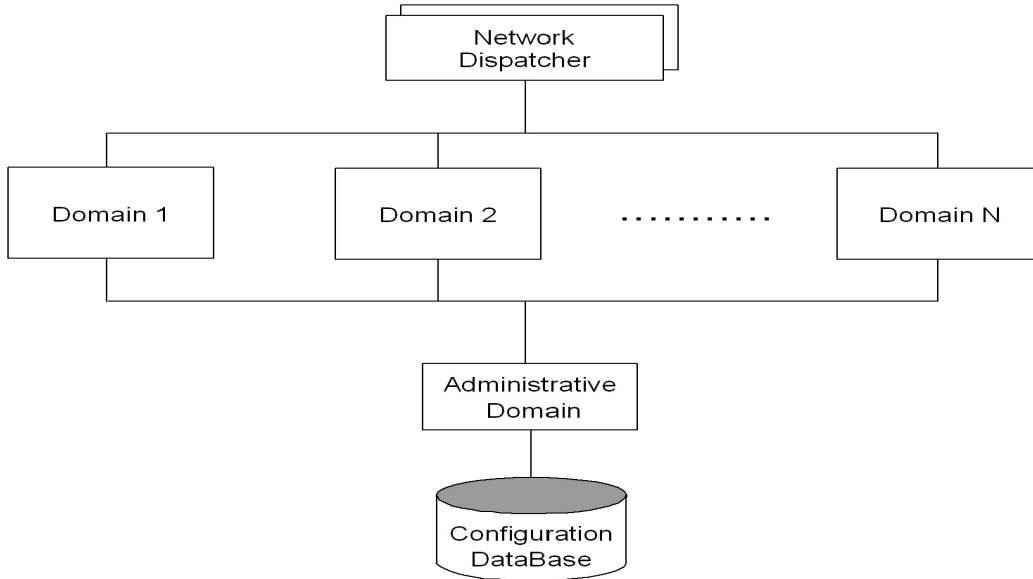 Network
Dispatcher
Domain 1
Domain 2
...........
Domain N
Administrative
Domain
Configuration
DataBase